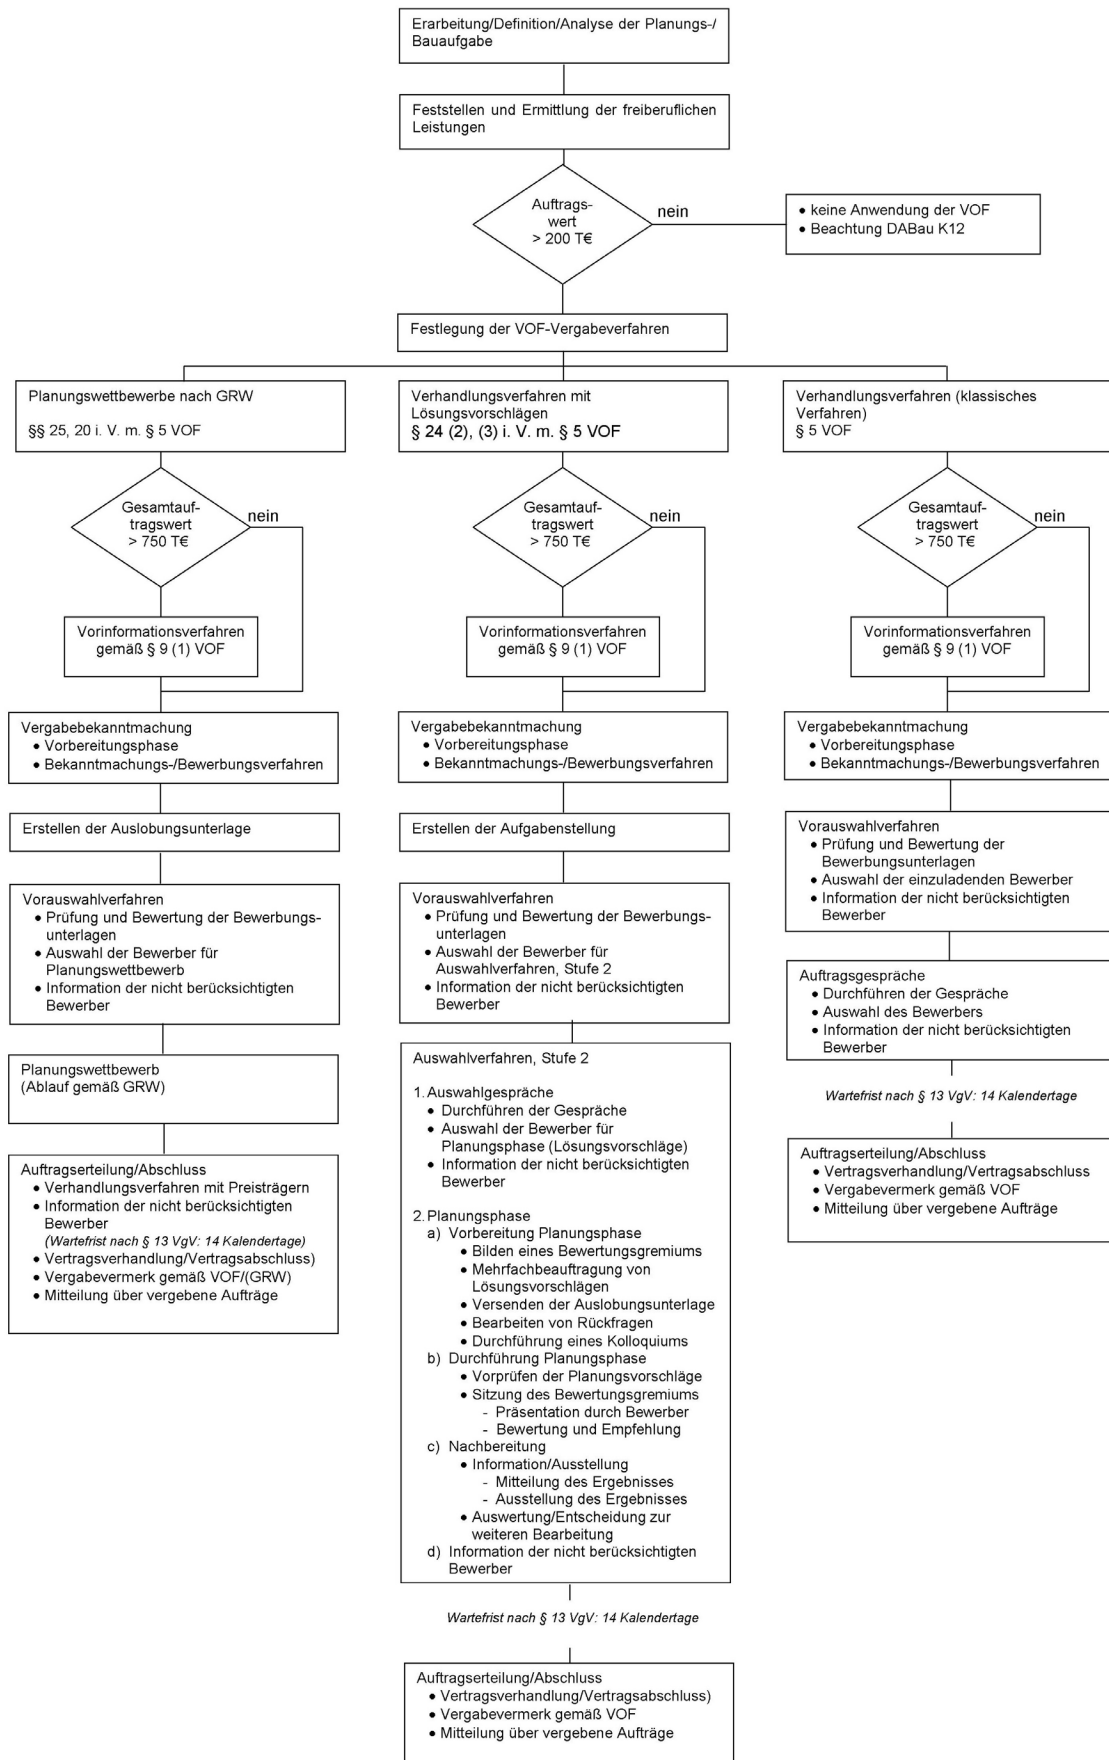 Erarbeitung/Definition/Analyse der Planungs-/
Bauaufgabe
Feststellen und Ermittlung der freiberuflichen
Leistungen
Auftrags-
wert
> 200 T€
nein
● keine Anwendung der VOF
● Beachtung DABau K12
Festlegung der VOF-Vergabeverfahren
Planungswettbewerbe nach GRW
§§ 25, 20 i. V. m. § 5 VOF
Gesamtauf-
tragswert
> 750 T€
nein
Vorinformationsverfahren
gemäß § 9 (1) VOF
Vergabebekanntmachung
● Vorbereitungsphase
● Bekanntmachungs-/Bewerbungsverfahren
Erstellen der Auslobungsunterlage
Vorauswahlverfahren
● Prüfung und Bewertung der Bewerbungs-
unterlagen
● Auswahl der Bewerber für
Planungswettbewerb
● Information der nicht berücksichtigten
Bewerber
Planungswettbewerb
(Ablauf gemäß GRW)
Auftragserteilung/Abschluss
● Verhandlungsverfahren mit Preisträgern
● Information der nicht berücksichtigten
Bewerber
(Wartefrist nach § 13 VgV: 14 Kalendertage)
● Vertragsverhandlung/Vertragsabschluss)
● Vergabevermerk gemäß VOF/(GRW)
● Mitteilung über vergebene Aufträge
Verhandlungsverfahren mit
Lösungsvorschlägen
§ 24 (2), (3) i. V. m. § 5 VOF
Gesamtauf-
tragswert
> 750 T€
nein
Vorinformationsverfahren
gemäß § 9 (1) VOF
Vergabebekanntmachung
● Vorbereitungsphase
● Bekanntmachungs-/Bewerbungsverfahren
Erstellen der Aufgabenstellung
Vorauswahlverfahren
● Prüfung und Bewertung der Bewerbungs-
unterlagen
● Auswahl der Bewerber für
Auswahlverfahren, Stufe 2
● Information der nicht berücksichtigten
Bewerber
Auswahlverfahren, Stufe 2
1. Auswahlgespräche
● Durchführen der Gespräche
● Auswahl der Bewerber für
Planungsphase (Lösungsvorschläge)
● Information der nicht berücksichtigten
Bewerber
2. Planungsphase
a) Vorbereitung Planungsphase
● Bilden eines Bewertungsgremiums
● Mehrfachbeauftragung von
Lösungsvorschlägen
● Versenden der Auslobungsunterlage
● Bearbeiten von Rückfragen
● Durchführung eines Kolloquiums
b) Durchführung Planungsphase
● Vorprüfen der Planungsvorschläge
● Sitzung des Bewertungsgremiums
- Präsentation durch Bewerber
- Bewertung und Empfehlung
c) Nachbereitung
● Information/Ausstellung
- Mitteilung des Ergebnisses
- Ausstellung des Ergebnisses
● Auswertung/Entscheidung zur
weiteren Bearbeitung
d) Information der nicht berücksichtigten
Bewerber
Wartefrist nach § 13 VgV: 14 Kalendertage
Auftragserteilung/Abschluss
● Vertragsverhandlung/Vertragsabschluss)
● Vergabevermerk gemäß VOF
● Mitteilung über vergebene Aufträge
Verhandlungsverfahren (klassisches
Verfahren)
§ 5 VOF
Gesamtauf-
tragswert
> 750 T€
nein
Vorinformationsverfahren
gemäß § 9 (1) VOF
Vergabebekanntmachung
● Vorbereitungsphase
● Bekanntmachungs-/Bewerbungsverfahren
Vorauswahlverfahren
● Prüfung und Bewertung der
Bewerbungsunterlagen
● Auswahl der einzuladenden Bewerber
● Information der nicht berücksichtigten
Bewerber
Auftragsgespräche
● Durchführen der Gespräche
● Auswahl des Bewerbers
● Information der nicht berücksichtigten
Bewerber
Wartefrist nach § 13 VgV: 14 Kalendertage
Auftragserteilung/Abschluss
● Vertragsverhandlung/Vertragsabschluss
● Vergabevermerk gemäß VOF
● Mitteilung über vergebene Aufträge